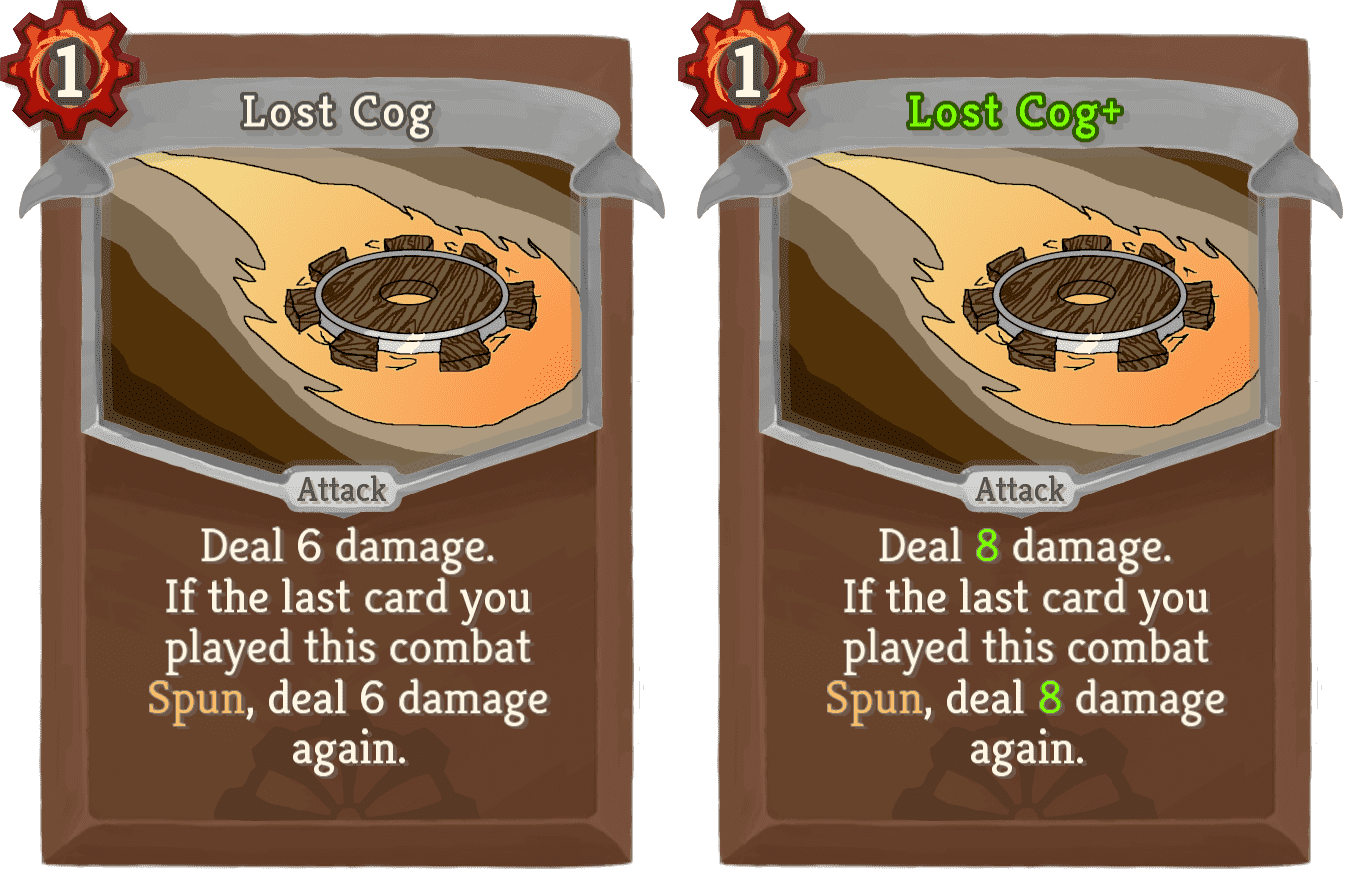 1
Lost Cog
Attack
Deal 6 damage.
If the last card you
played this combat
Spun, deal 6 damage
again.
1
Lost Cog+
Attack
Deal 8 damage.
If the last card you
played this combat
Spun, deal 8 damage
again.